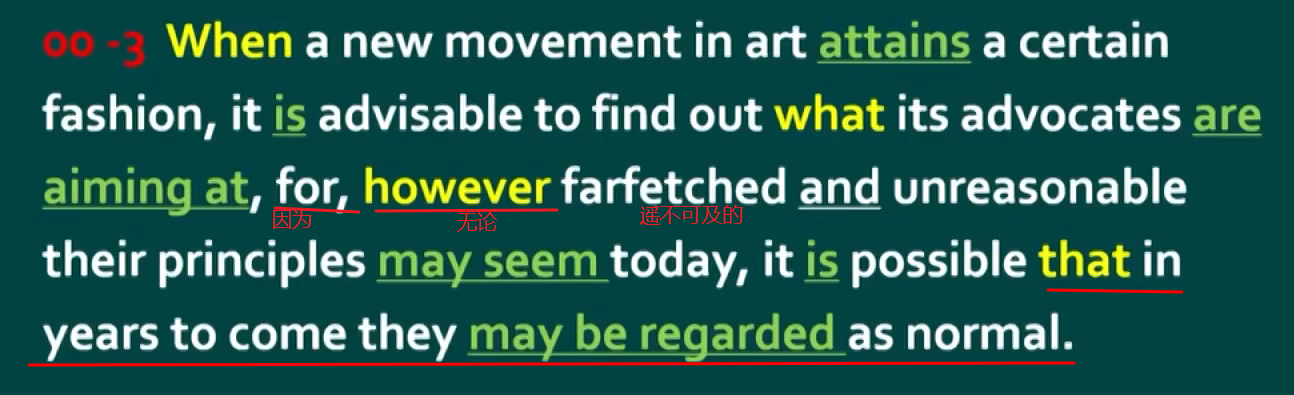 00 -3 When a new movement in art attains a certain
fashion, it is advisable to find out what its advocates are
aiming at, for, however farfetched and unreasonable
因为 无论 遥不可及的
their principles may seem today, it is possible that in
years to come they may be regarded as normal.